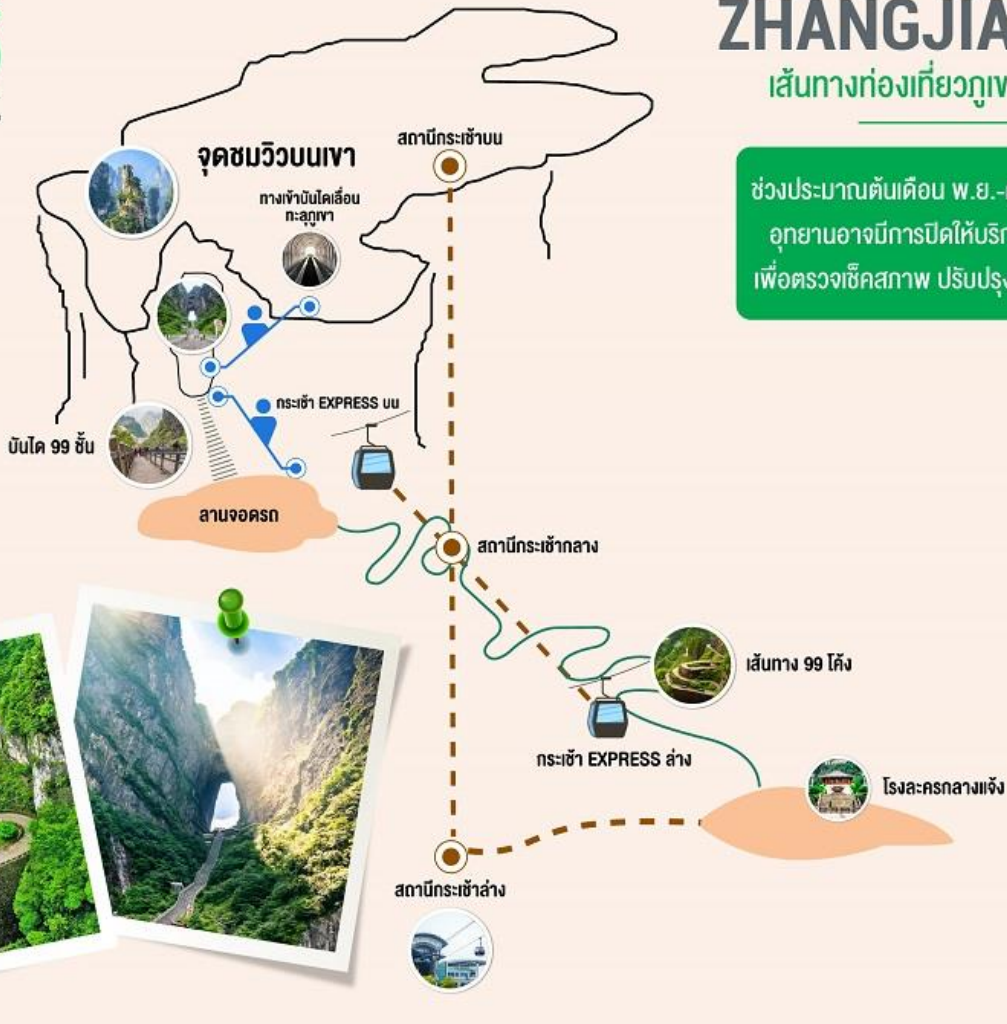 ZHANGJIA
เส้นทางท่องเที่ยวภูเข
ช่วงประมาณต้นเดือน พ.ย.-
อุทยานอาจมีการปิดให้บริก
เพื่อตรวจเช็คสภาพ ปรับปรุง
สถานีกระเช้าบน
จุดชมวิวบนเขา
ทางเข้าบันไดเลื่อน
ทะลุภูเขา
กระเช้า EXPRESS บน
บันได 99 ชั้น
ลานจอดรถ
สถานีกระเช้ากลาง
เส้นทาง 99 โค้ง
กระเช้า EXPRESS ล่าง
โรงละครกลางแจ้ง
สถานีกระเช้าล่าง